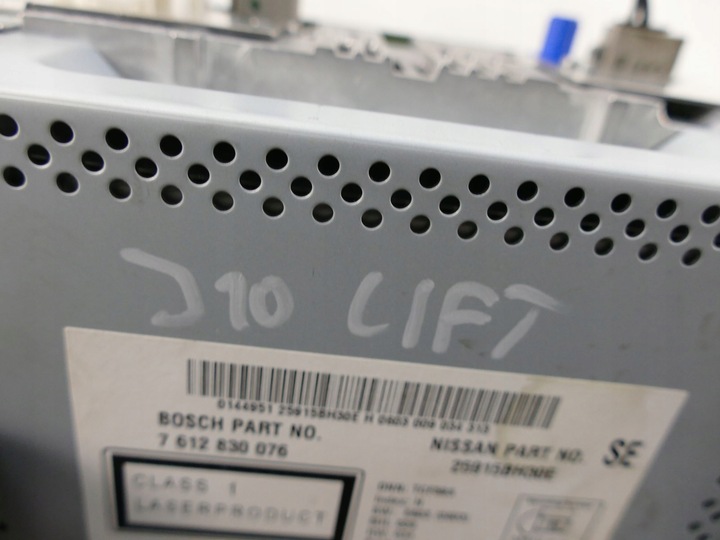 J10 LIFT
0144951 25915BH30E H 0403 009 034 313
BOSCH PART NO.
7 612 830 076
NISSAN PART NO.
25915BH30E
SE
CLASS 1
LASERPRODUCT